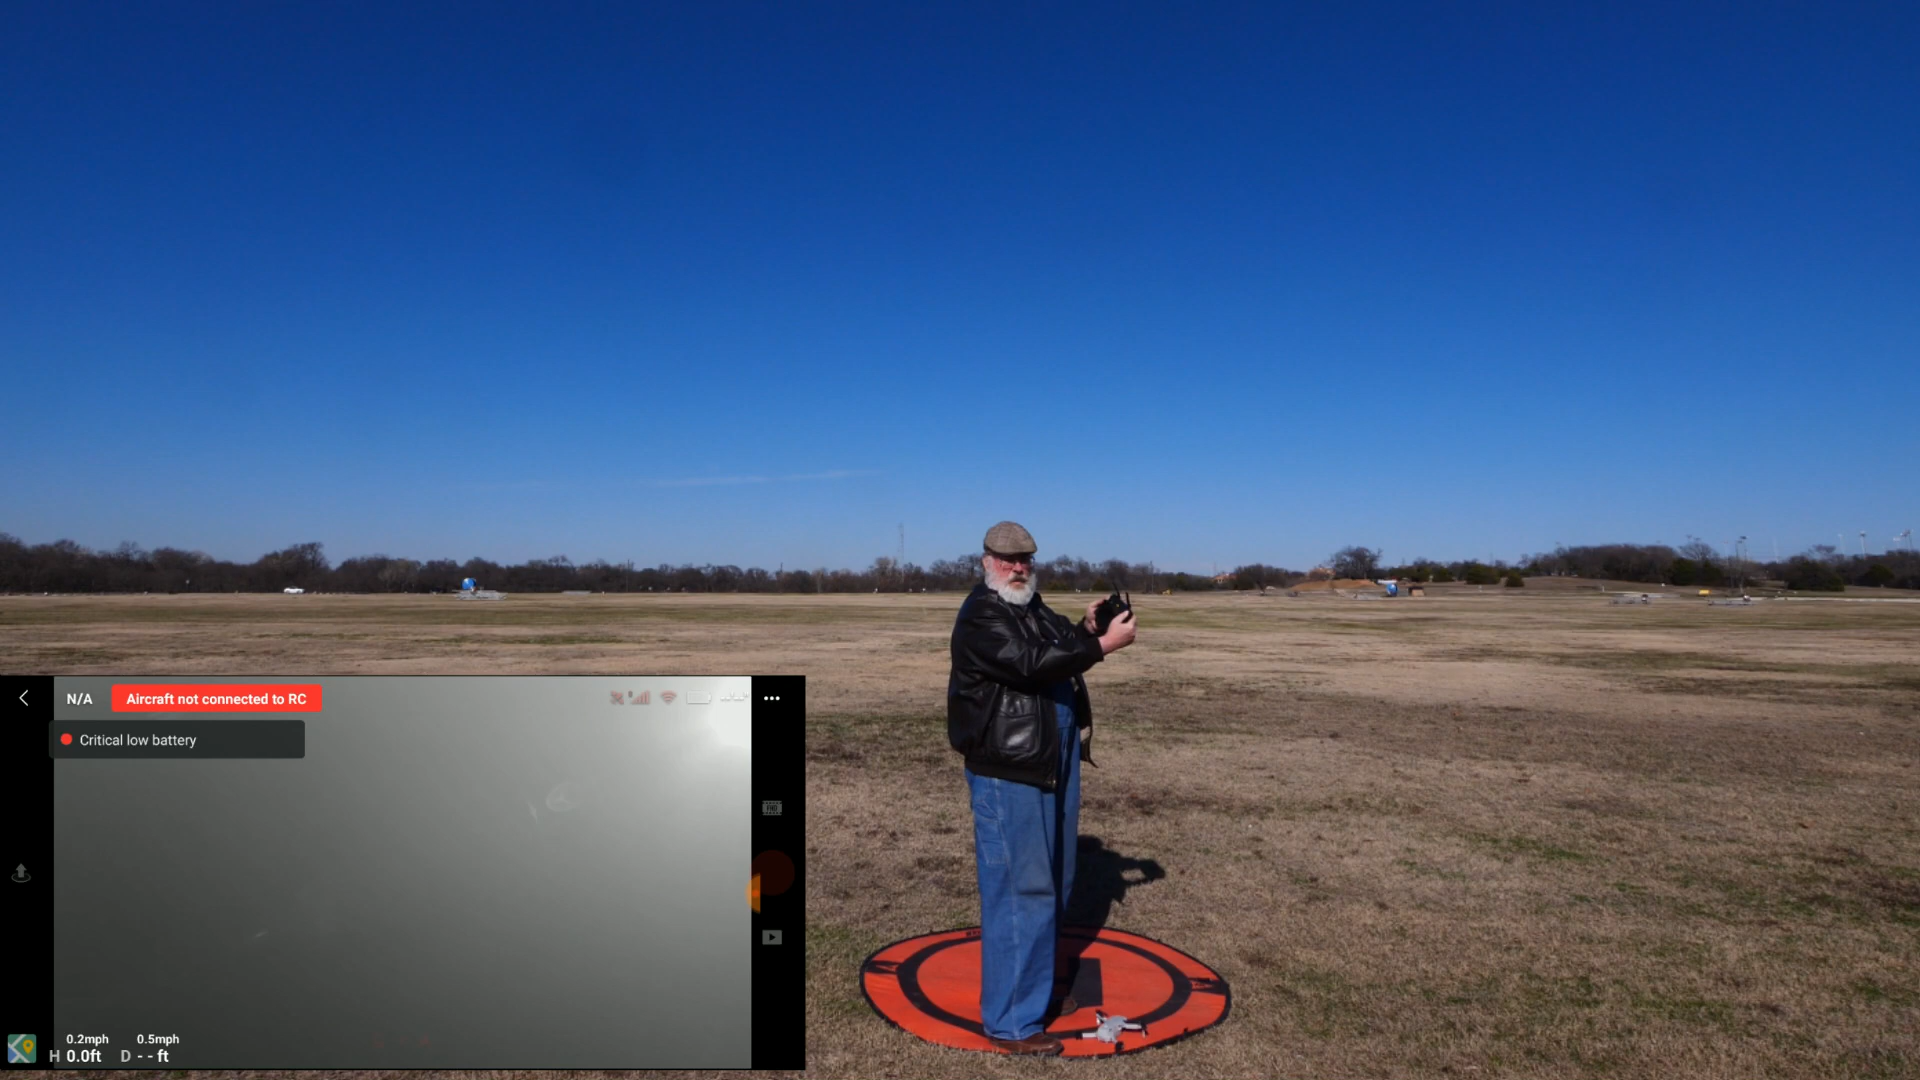 N/A Aircraft not connected to RC
Critical low battery
0.2mph 0.5mph
H 0.0ft D - - ft